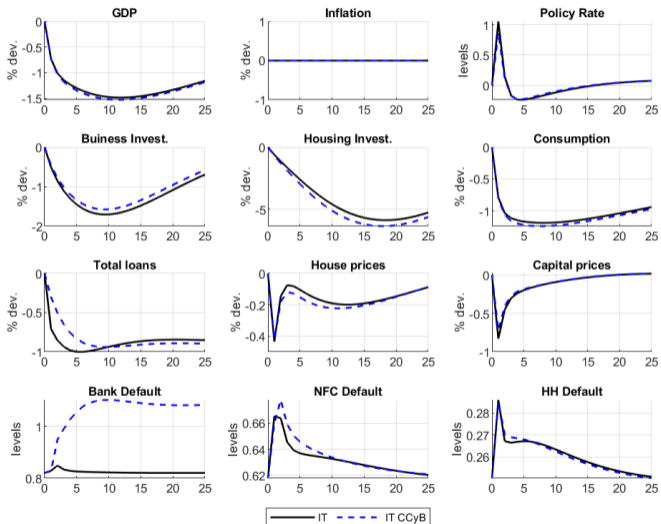 GDP
% dev.
0
-0.5
-1
-1.5
0 5 10 15 20 25
Inflation
% dev.
1
0
-1
0 5 10 15 20 25
Policy Rate
levels
1
0.5
0
0 5 10 15 20 25
Buiness Invest.
% dev.
0
-1
-2
0 5 10 15 20 25
Housing Invest.
% dev.
0
-5
0 5 10 15 20 25
Consumption
% dev.
0
-0.5
-1
0 5 10 15 20 25
Total loans
% dev.
0
-0.5
-1
0 5 10 15 20 25
House prices
% dev.
0
-0.2
-0.4
0 5 10 15 20 25
Capital prices
% dev.
0
-0.5
-1
0 5 10 15 20 25
Bank Default
levels
1
0.8
0 5 10 15 20 25
NFC Default
levels
0.66
0.64
0.62
0 5 10 15 20 25
HH Default
levels
0.28
0.27
0.26
0 5 10 15 20 25
IT IT CCyB